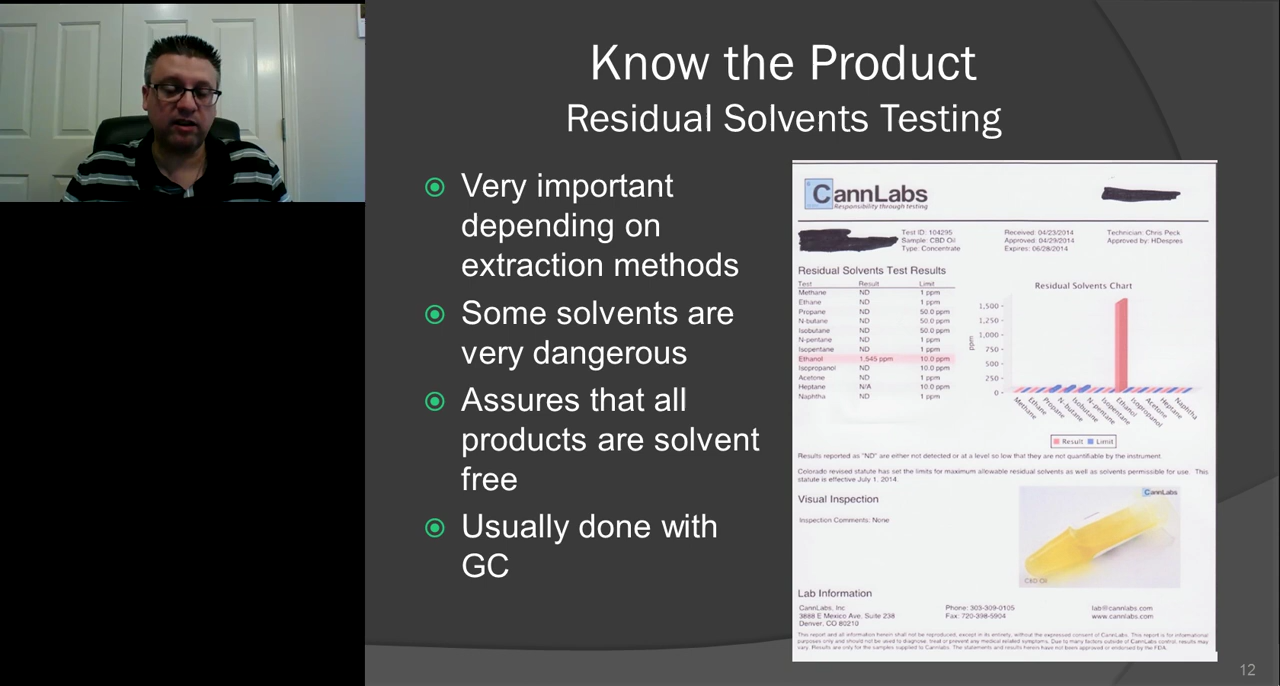 Know the Product
Residual Solvents Testing
Very important
depending on
extraction methods
Some solvents are
very dangerous
Assures that all
products are solvent
free
Usually done with
GC
CannLabs
Responsibility through testing
Test ID: 104295
Sample: CBD Oil
Type: Concentrate
Received: 04/23/2014
Approved: 04/29/2014
Expires: 06/28/2014
Technician: Chris Peck
Approved by: HDespres
Residual Solvents Test Results
Test Result Limit
Methane ND 1 ppm
Ethane ND 1 ppm
Propane ND 50.0 ppm
N-butane ND 50.0 ppm
Isobutane ND 50.0 ppm
N-pentane ND 1 ppm
Isopentane ND 1 ppm
Ethanol 1,545 ppm 10.0 ppm
Isopropanol ND 10.0 ppm
Acetone ND 1 ppm
Heptane N/A 10.0 ppm
Naphtha ND 1 ppm
Residual Solvents Chart
ppm
1,500
1,250
1,000
750
500
250
0
Methane
Ethane
Propane
N-butane
Isobutane
N-pentane
Isopentane
Ethanol
Isopropanol
Acetone
Heptane
Naphtha
Result Limit
Results reported as "ND" are either not detected or at a level so low that they are not quantifiable by the instrument.
Colorado revised statute has set the limits for maximum allowable residual solvents as well as solvents permissible for use. This
statute is effective July 1, 2014.
Visual Inspection
Inspection Comments: None
CannLabs
CBD Oil
Lab Information
CannLabs, Inc
3888 E Mexico Ave, Suite 238
Denver, CO 80210
Phone: 303-309-0105
Fax: 720-398-5904
lab@cannlabs.com
www.cannlabs.com
This report and all information herein shall not be reproduced, except in its entirety, without the expressed consent of CannLabs. This report is for informational
purposes only and should not be used to diagnose, treat or prevent any medical related symptoms. Due to many factors outside of CannLabs control, results may
vary. Results are only for the samples supplied to Cannlabs. The statements and results herein have not been approved or endorsed by the FDA.
12